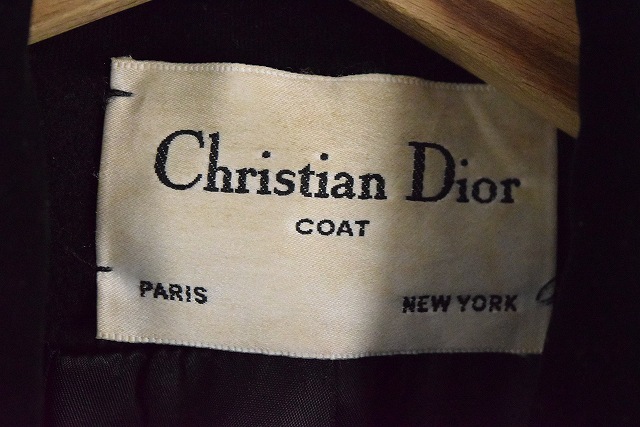 Christian Dior
COAT
PARIS
NEW YORK